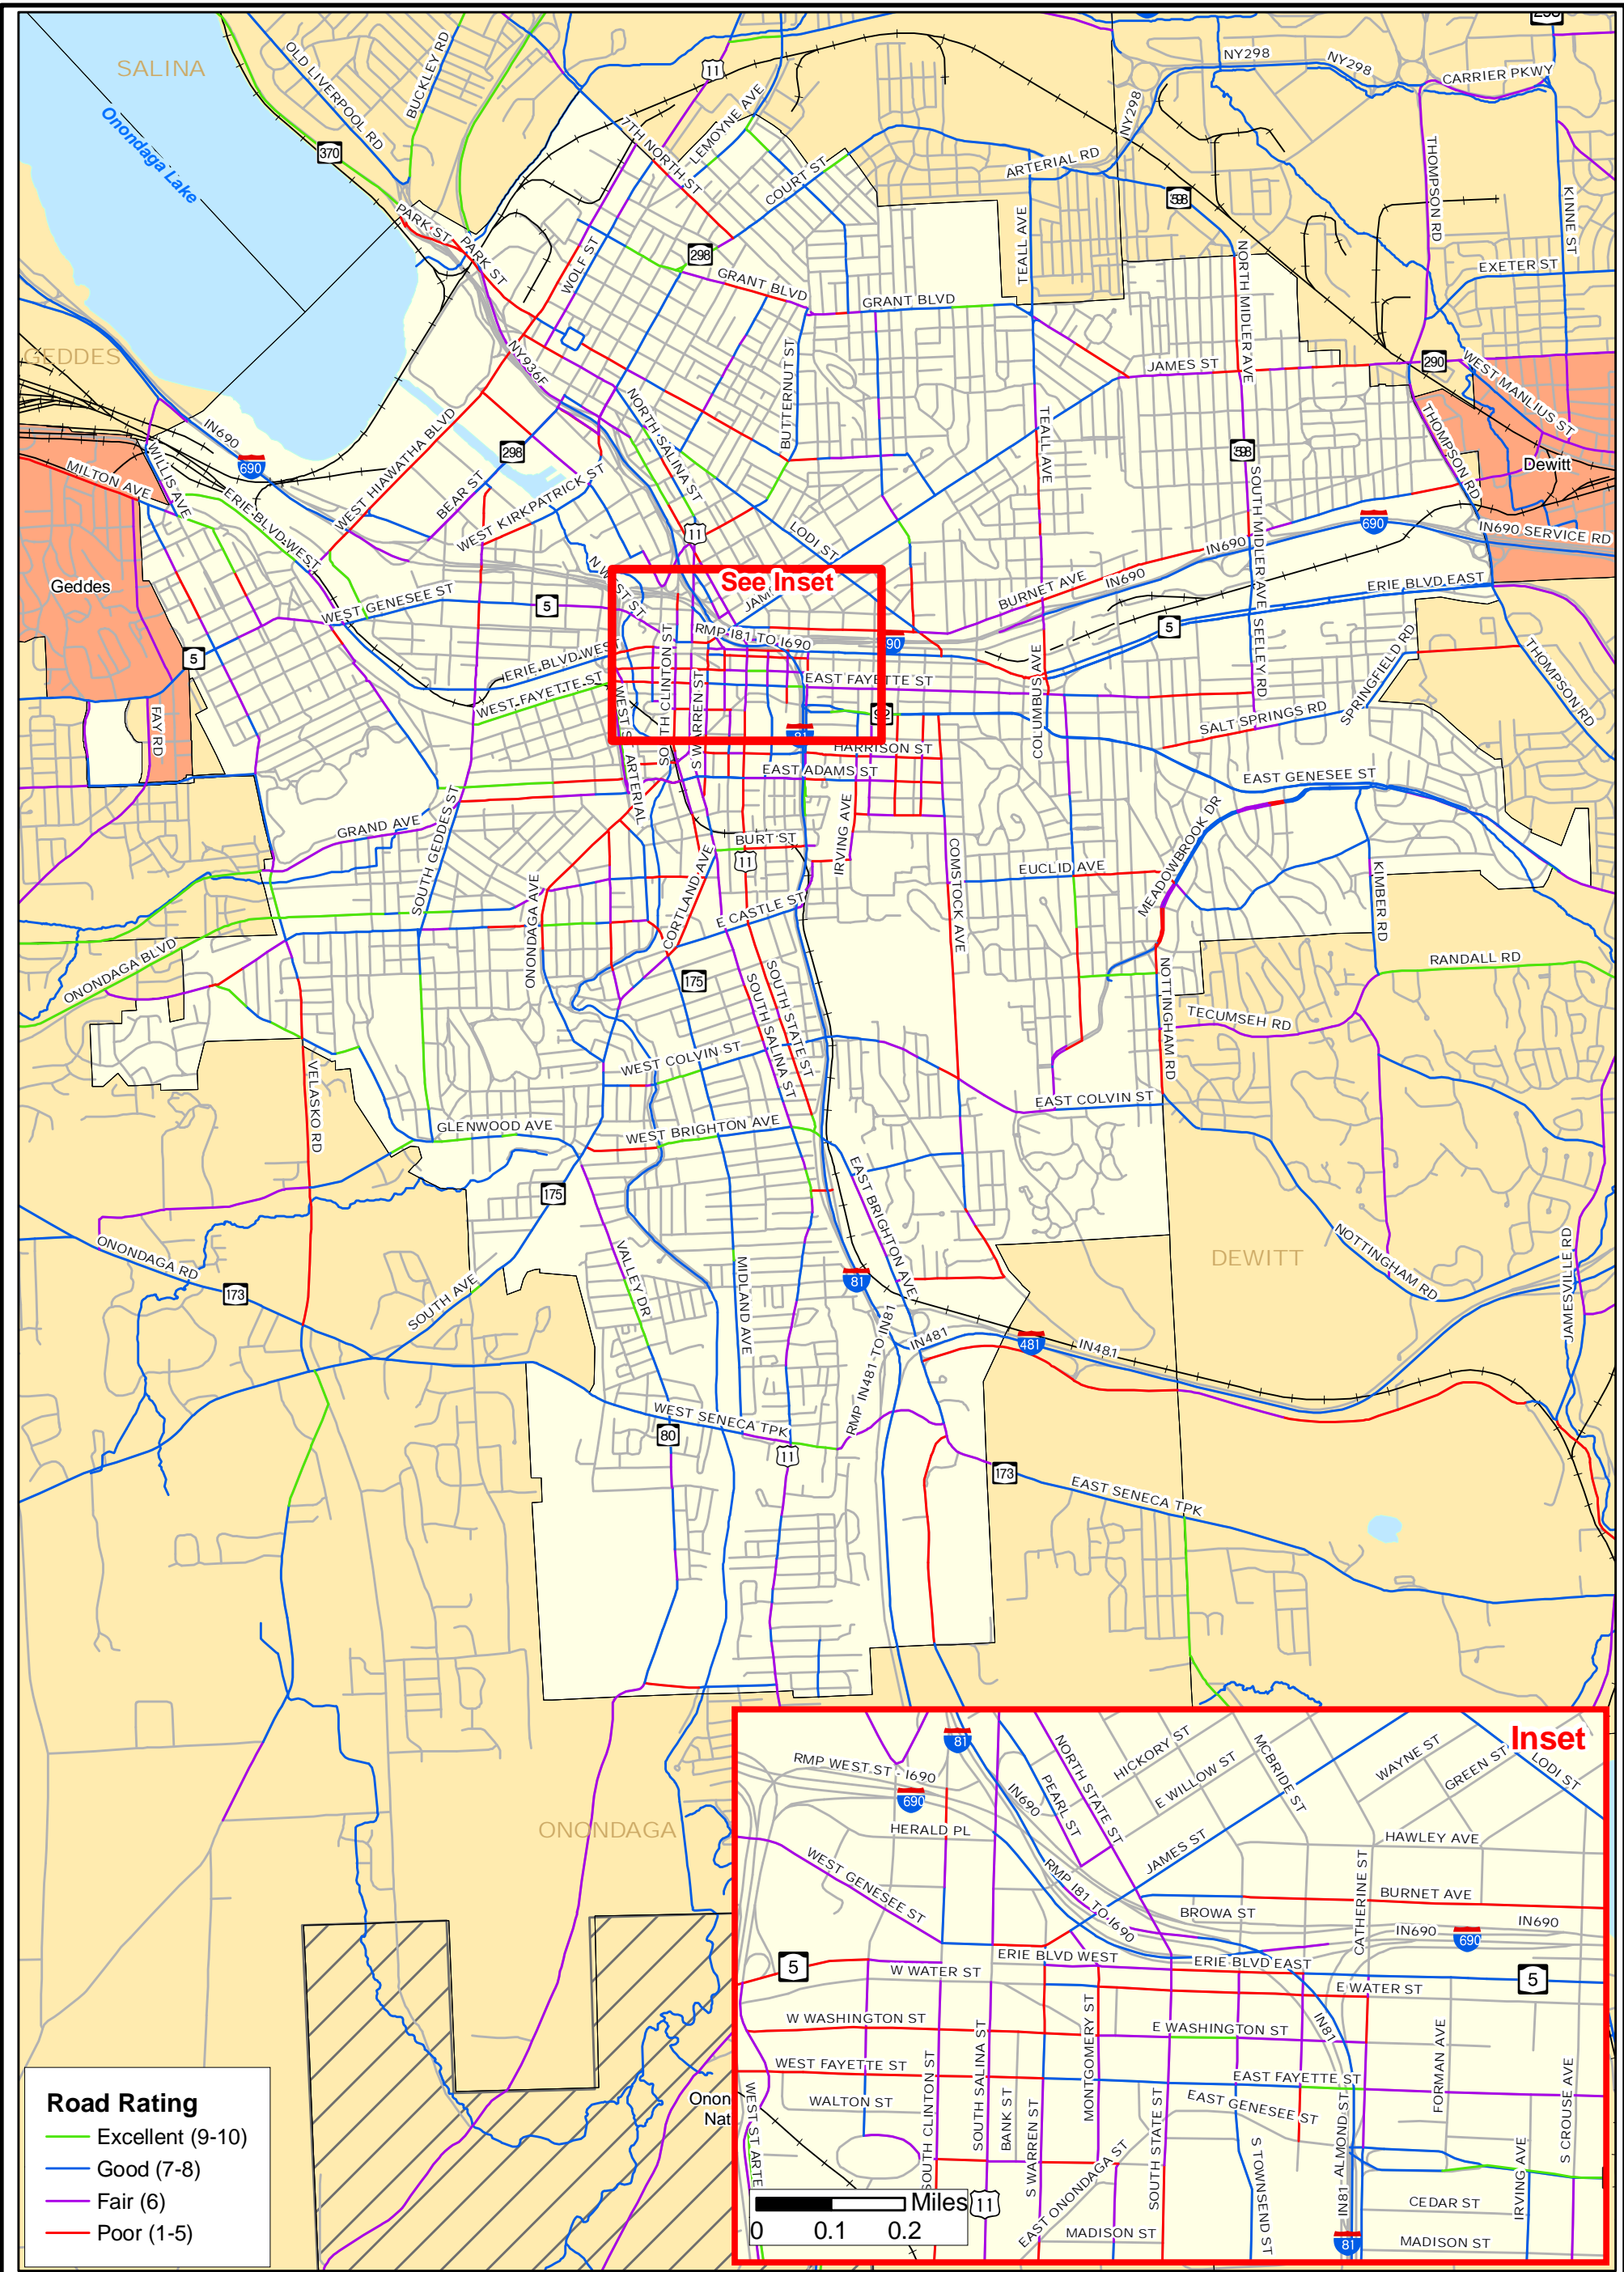 SALINA
Onondaga Lake
OLD LIVERPOOL RD
BUCKLEY RD
370
11
LEMOYNE AVE
7TH NORTH ST
COURT ST
NY298
NY298
NY298
CARRIER PKWY
ARTERIAL RD
THOMPSON RD
KINNE ST
PARK ST
PARK ST
WOLF ST
298
GRANT BLVD
GRANT BLVD
TEALL AVE
NORTH MIDLER AVE
EXETER ST
GEDDES
NY936F
BUTTERNUT ST
JAMES ST
290
WEST MANLIUS ST
IN690
690
WEST HIAWATHA BLVD
NORTH SALINA ST
TEALL AVE
THOMPSON RD
Dewitt
MILTON AVE
WILLIS AVE
ERIE BLVD WEST
BEAR ST
298
WEST KIRKPATRICK ST
11
LODI ST
SOUTH MIDLER AVE
690
IN690 SERVICE RD
IN690
Geddes
WEST GENESEE ST
5
N WEST ST
See Inset
BURNET AVE
IN690
ERIE BLVD EAST
5
5
RMP I81 TO I690
ERIE BLVD WEST
WEST FAYETTE ST
SOUTH CLINTON ST
S WARREN ST
EAST FAYETTE ST
COLUMBUS AVE
SEELEY RD
SPRINGFIELD RD
THOMPSON RD
SALT SPRINGS RD
FAY RD
WEST ST ARTERIAL
HARRISON ST
EAST ADAMS ST
EAST GENESEE ST
GRAND AVE
SOUTH GEDDES ST
BURT ST
11
IRVING AVE
COMSTOCK AVE
EUCLID AVE
MEADOWBROOK DR
KIMBER RD
ONONDAGA AVE
CORTLAND AVE
E CASTLE ST
ONONDAGA BLVD
175
SOUTH SALINA ST
SOUTH STATE ST
NOTTINGHAM RD
RANDALL RD
TECUMSEH RD
WEST COLVIN ST
EAST COLVIN ST
VELASKO RD
GLENWOOD AVE
WEST BRIGHTON AVE
175
EAST BRIGHTON AVE
DEWITT
NOTTINGHAM RD
JAMESVILLE RD
ONONDAGA RD
173
SOUTH AVE
VALLEY DR
MIDLAND AVE
81
RMP IN481 TO IN81
IN481
481
IN481
WEST SENECA TPK
80
11
173
EAST SENECA TPK
ONONDAGA
Inset
81
RMP WEST ST - I690
690
IN690
PEARL ST
NORTH STATE ST
HICKORY ST
E WILLOW ST
MCBRIDE ST
WAYNE ST
GREEN ST
LODI ST
HERALD PL
WEST GENESEE ST
RMP I81 TO I690
JAMES ST
HAWLEY AVE
CATHERINE ST
BURNET AVE
BROWA ST
IN690
IN690
690
ERIE BLVD WEST
ERIE BLVD EAST
5
W WATER ST
E WATER ST
5
W WASHINGTON ST
E WASHINGTON ST
IN81
SOUTH SALINA ST
MONTGOMERY ST
FORMAN AVE
S CROUSE AVE
WEST FAYETTE ST
EAST FAYETTE ST
WALTON ST
SOUTH CLINTON ST
BANK ST
S WARREN ST
SOUTH STATE ST
EAST GENESEE ST
ALMOND ST
WEST ST ARTE
EAST ONONDAGA ST
S TOWNSEND ST
IN81
IRVING AVE
CEDAR ST
MADISON ST
MADISON ST
11
81
Miles
0 0.1 0.2
Onon
Nat
Road Rating
Excellent (9-10)
Good (7-8)
Fair (6)
Poor (1-5)